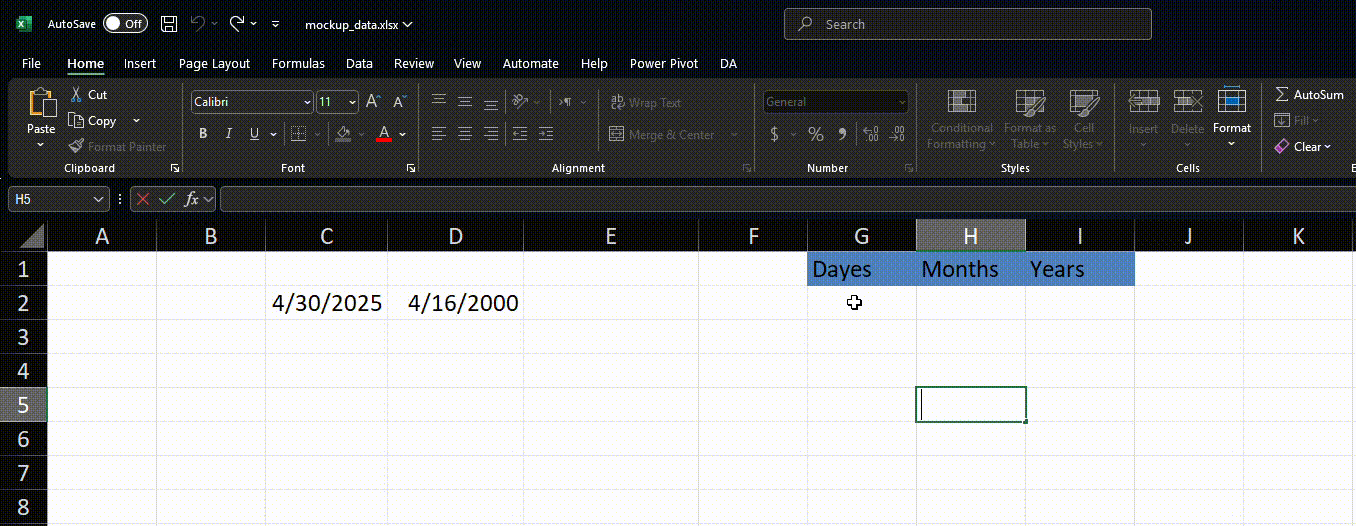 AutoSave Off mockup_data.xlsx Search
File Home Insert Page Layout Formulas Data Review View Automate Help Power Pivot DA
Paste Cut Copy Format Painter Clipboard
Calibri 11 A A B I U A Font
ab Wrap Text Merge & Center Alignment
General $ % , .00 Number
Conditional Formatting Format as Table Cell Styles Styles
Insert Delete Format Cells
AutoSum Fill Clear
H5 fx
A B C D E F G H I J K
1 Dayes Months Years
2 4/30/2025 4/16/2000
3
4
5
6
7
8